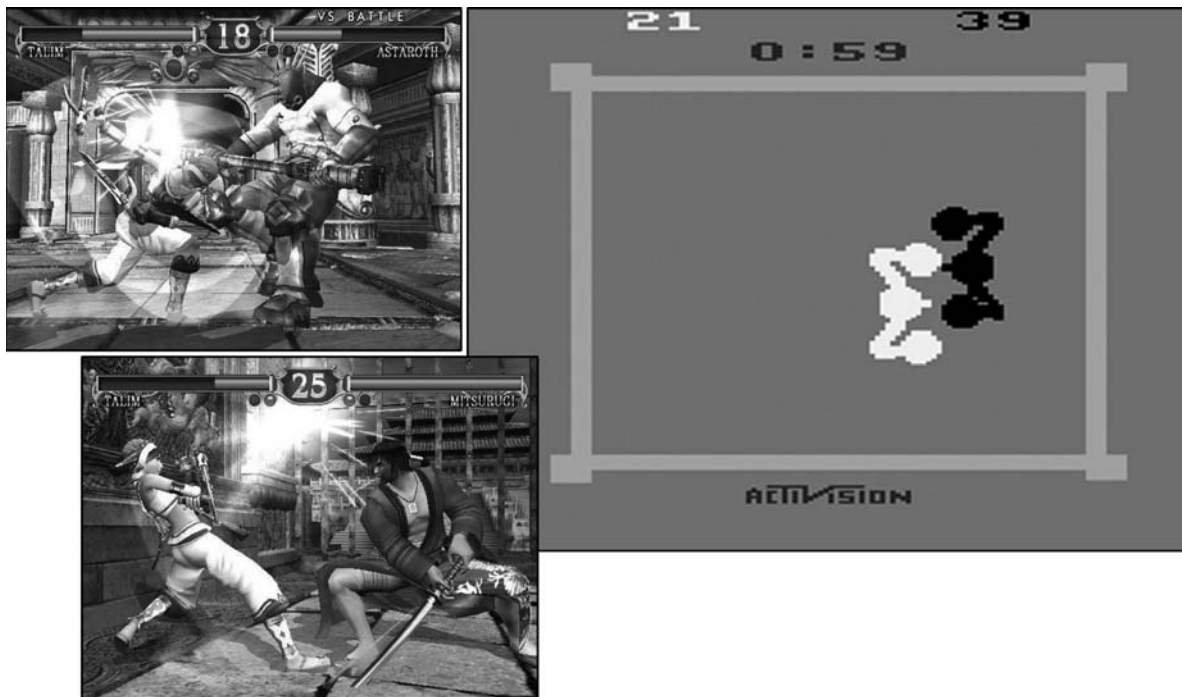 VS BATTLE
18
TALIM ASTAROTH
21 39
0:59
ACTIVISION
25
TALIM MITSURUGI